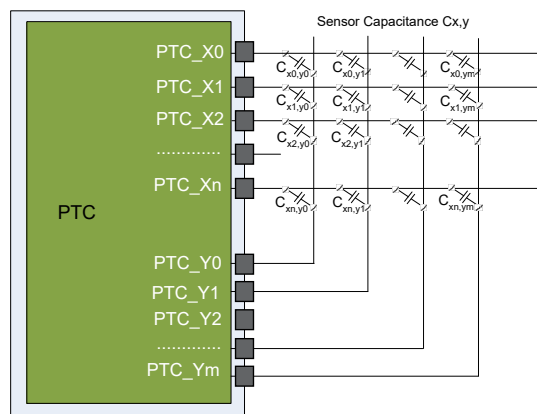 Sensor Capacitance Cx,y
PTC_X0
Cx0,y0
Cx0,y1
Cx0,ym
PTC_X1
Cx1,y0
Cx1,y1
Cx1,ym
PTC_X2
Cx2,y0
Cx2,y1
.............
PTC_Xn
Cxn,y0
Cxn,y1
Cxn,ym
PTC
PTC_Y0
PTC_Y1
PTC_Y2
.............
PTC_Ym